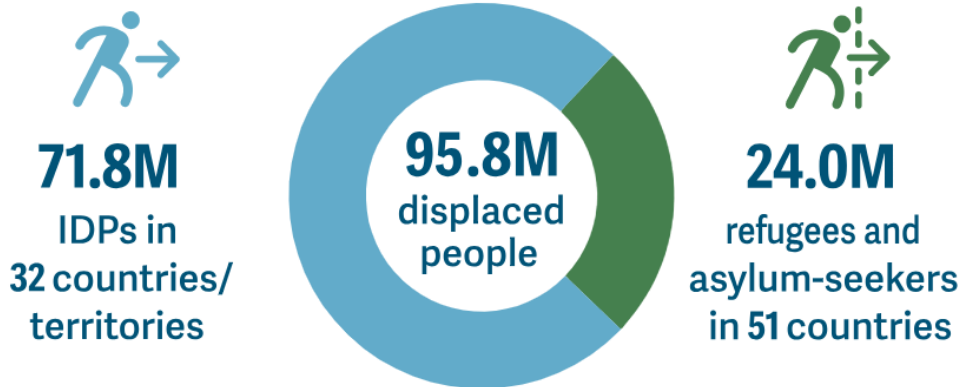 71.8M
IDPs in
32 countries/
territories
95.8M
displaced
people
24.0M
refugees and
asylum-seekers
in 51 countries